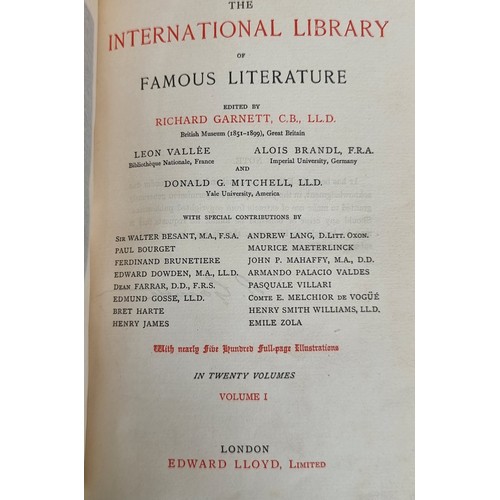 THE
INTERNATIONAL LIBRARY
OF
FAMOUS LITERATURE
EDITED BY
RICHARD GARNETT, C.B., LL.D.
British Museum (1851-1899), Great Britain
LEON VALLÉE ALOIS BRANDL, F.R.A.
Bibliothèque Nationale, France Imperial University, Germany
AND
DONALD G. MITCHELL, LL.D.
Yale University, America
WITH SPECIAL CONTRIBUTIONS BY
SIR WALTER BESANT, M.A., F.S.A. ANDREW LANG, D.LITT. OXON.
PAUL BOURGET MAURICE MAETERLINCK
FERDINAND BRUNETIERE JOHN P. MAHAFFY, M.A., D.D.
EDWARD DOWDEN, M.A., LL.D. ARMANDO PALACIO VALDES
DEAN FARRAR, D.D., F.R.S. PASQUALE VILLARI
EDMUND GOSSE, LL.D. COMTE E. MELCHIOR DE VOGÜÉ
BRET HARTE HENRY SMITH WILLIAMS, LL.D.
HENRY JAMES EMILE ZOLA
With nearly Five Hundred Full-page Illustrations
IN TWENTY VOLUMES
VOLUME I
LONDON
EDWARD LLOYD, LIMITED